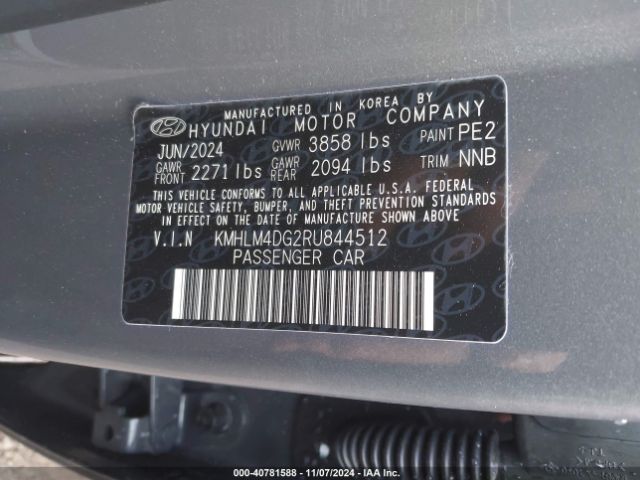 MANUFACTURED IN KOREA BY
HYUNDAI MOTOR COMPANY
JUN/2024 GVWR 3858 lbs PAINT PE2
GAWR FRONT 2271 lbs GAWR REAR 2094 lbs TRIM NNB
THIS VEHICLE CONFORMS TO ALL APPLICABLE U.S.A. FEDERAL
MOTOR VEHICLE SAFETY, BUMPER, AND THEFT PREVENTION STANDARDS
IN EFFECT ON THE DATE OF MANUFACTURE SHOWN ABOVE.
V.I.N KMHLM4DG2RU844512
PASSENGER CAR
000-40781588 - 11/07/2024 - IAA Inc.